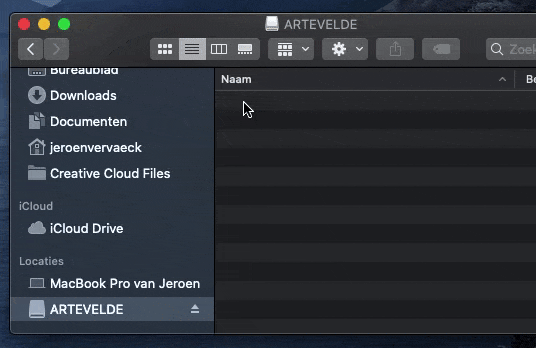 ARTEVELDE
Zoek
Bureaublad
Naam
Be
Downloads
Documenten
jeroenvervaeck
Creative Cloud Files
iCloud
iCloud Drive
Locaties
MacBook Pro van Jeroen
ARTEVELDE